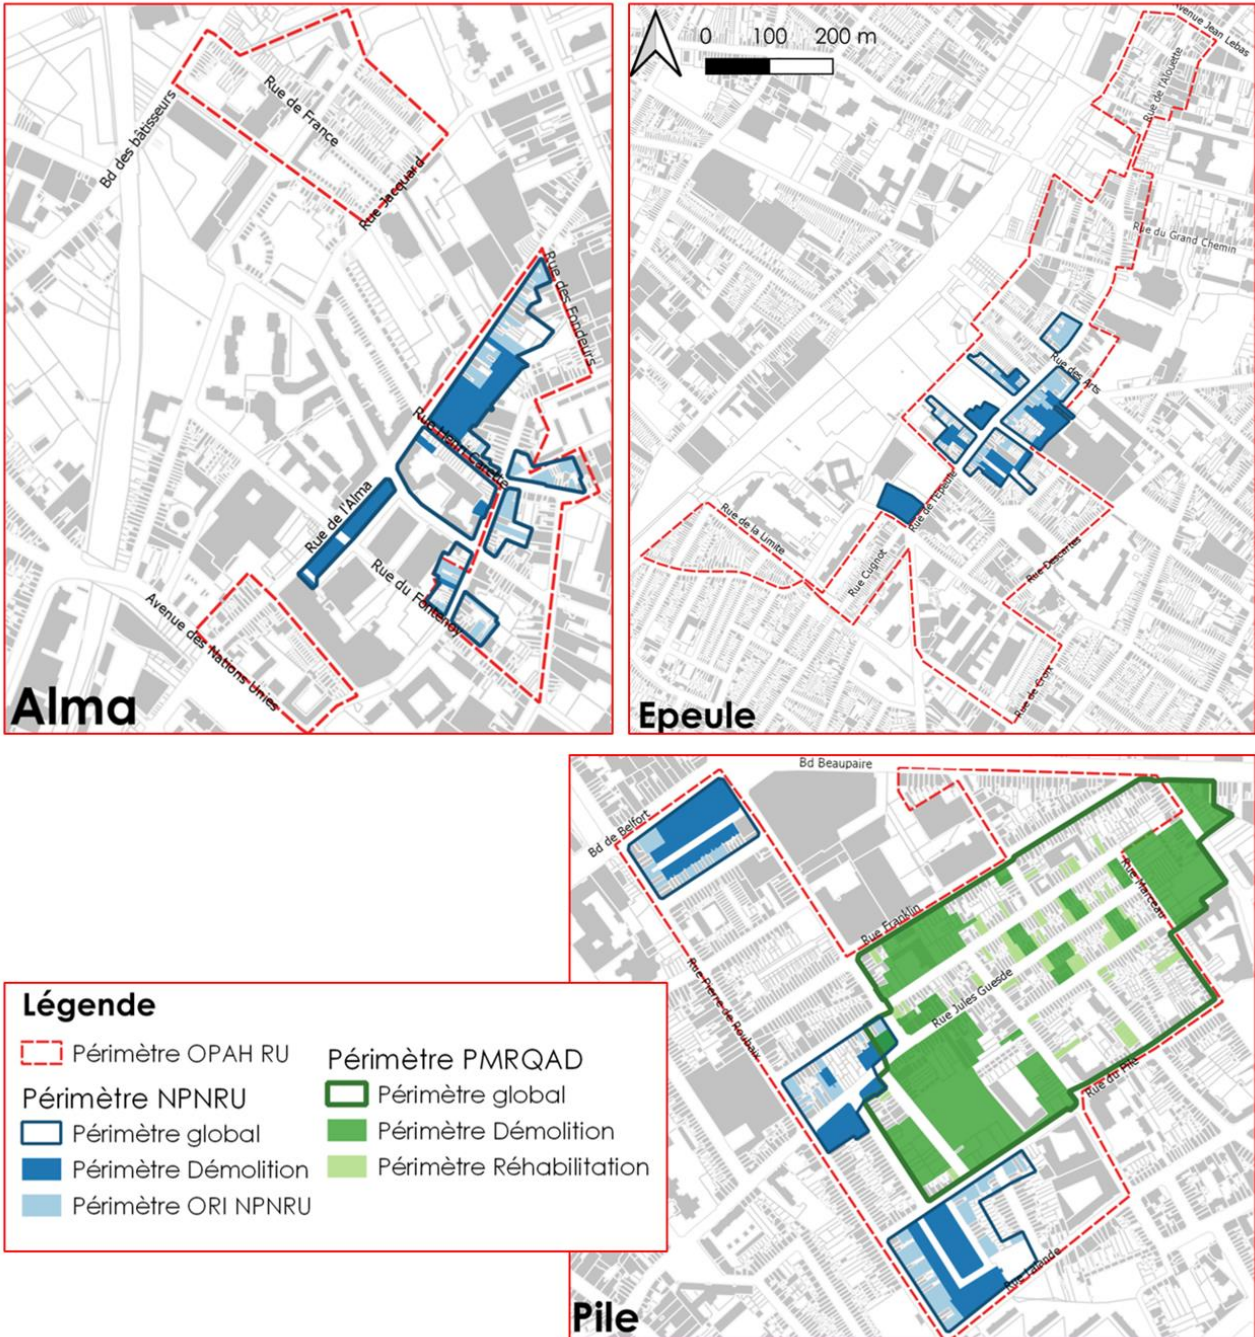 Rue de France
Bd des bâtisseurs
Rue Jacquard
Rue des Fondeurs
Rue de l'Alma
Rue du Fontenoy
Avenue des Nations Unies
Alma
0 100 200 m
Avenue Jean Lebas
Rue de l'Alouette
Rue du Grand Chemin
Rue des Arts
Rue de l'Epeule
Rue de la Limite
Rue Cugnot
Rue Descartes
Rue de Croix
Epeule
Bd Beaupaire
Bd de Belfort
Rue Franklin
Rue Marceau
Rue Pierre de Roubaix
Rue Jules Guesde
Rue du Pile
Rue Lalande
Pile
Légende
Périmètre OPAH RU
Périmètre NPNRU
Périmètre global
Périmètre Démolition
Périmètre ORI NPNRU
Périmètre PMRQAD
Périmètre global
Périmètre Démolition
Périmètre Réhabilitation